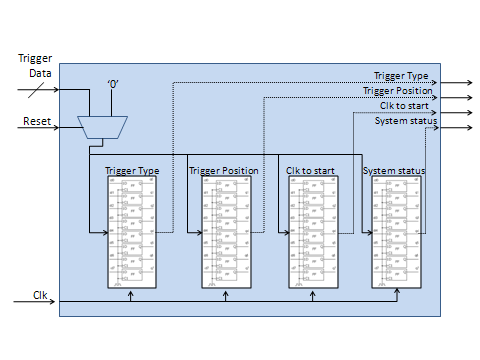 Trigger
Data
'0'
Reset
Trigger Type
Trigger Position
Clk to start
System status
Trigger Type
Trigger Position
Clk to start
System status
Clk